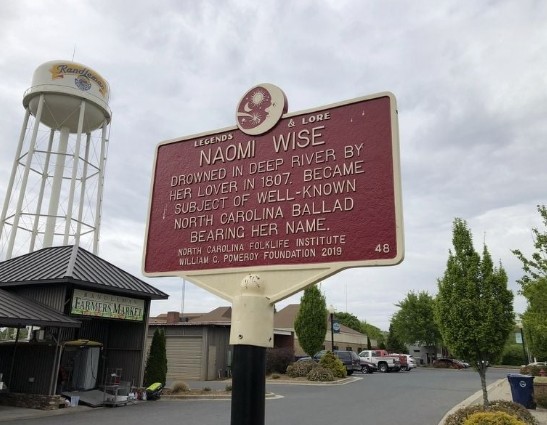 Randleman
LEGENDS & LORE
NAOMI WISE
DROWNED IN DEEP RIVER BY
HER LOVER IN 1807. BECAME
SUBJECT OF WELL-KNOWN
NORTH CAROLINA BALLAD
BEARING HER NAME.
NORTH CAROLINA FOLKLIFE INSTITUTE
WILLIAM G. POMEROY FOUNDATION 2019 48
FARMERS MARKET